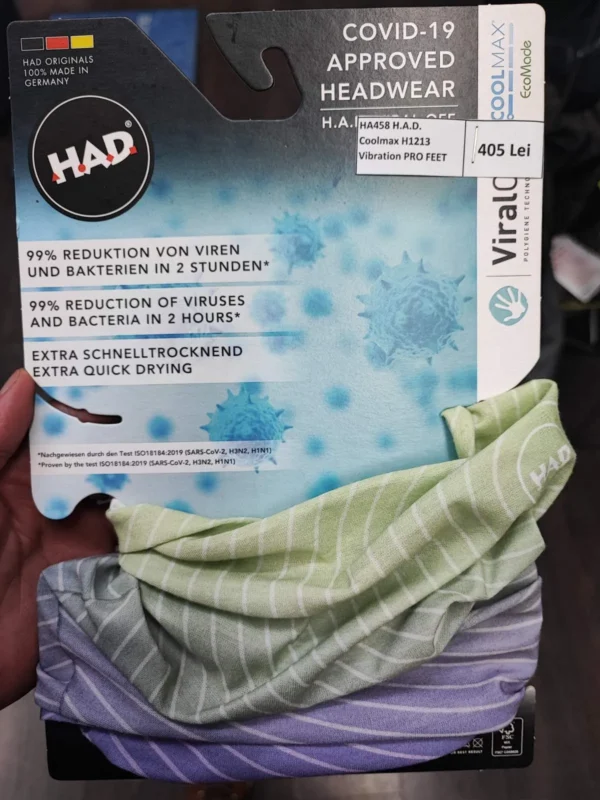 HAD ORIGINALS
100% MADE IN
GERMANY
H.A.D.®
COVID-19
APPROVED
HEADWEAR
HA458 H.A.D.
Coolmax H1213
Vibration PRO FEET
405 Lei
COOLMAX®
EcoMade
99% REDUKTION VON VIREN
UND BAKTERIEN IN 2 STUNDEN*
99% REDUCTION OF VIRUSES
AND BACTERIA IN 2 HOURS*
EXTRA SCHNELLTROCKNEND
EXTRA QUICK DRYING
*Nachgewiesen durch den Test ISO18184:2019 (SARS-CoV-2, H3N2, H1N1)
*Proven by the test ISO18184:2019 (SARS-CoV-2, H3N2, H1N1)
HAD
FSC